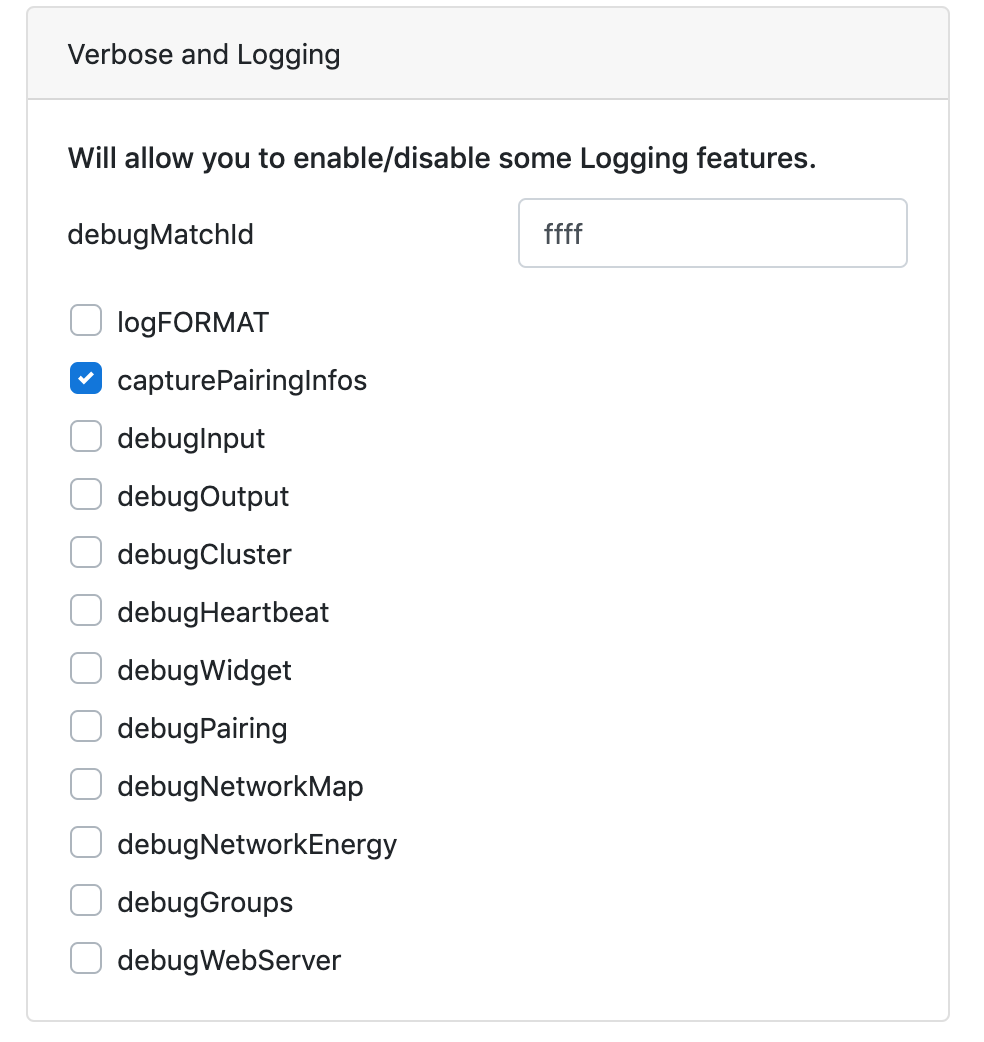 Verbose and Logging
Will allow you to enable/disable some Logging features.
debugMatchId ffff
logFORMAT
capturePairingInfos
debugInput
debugOutput
debugCluster
debugHeartbeat
debugWidget
debugPairing
debugNetworkMap
debugNetworkEnergy
debugGroups
debugWebServer